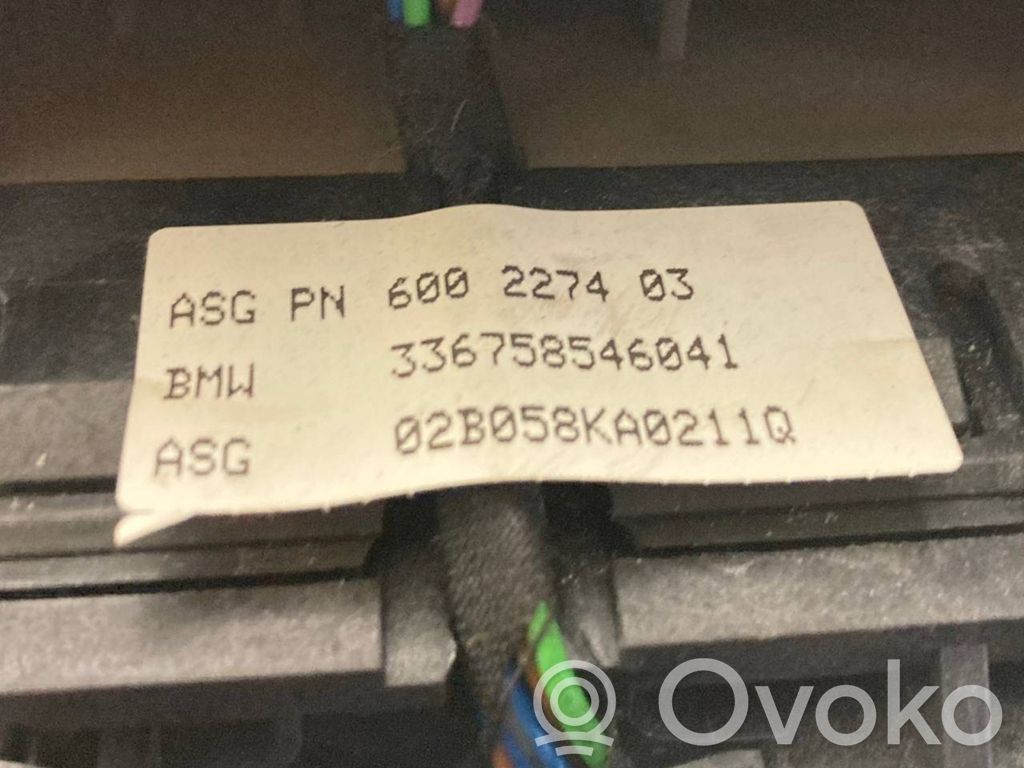 ASG PN 600 2274 03
BMW 336758546041
ASG 02B058KA0211Q
Ovoko